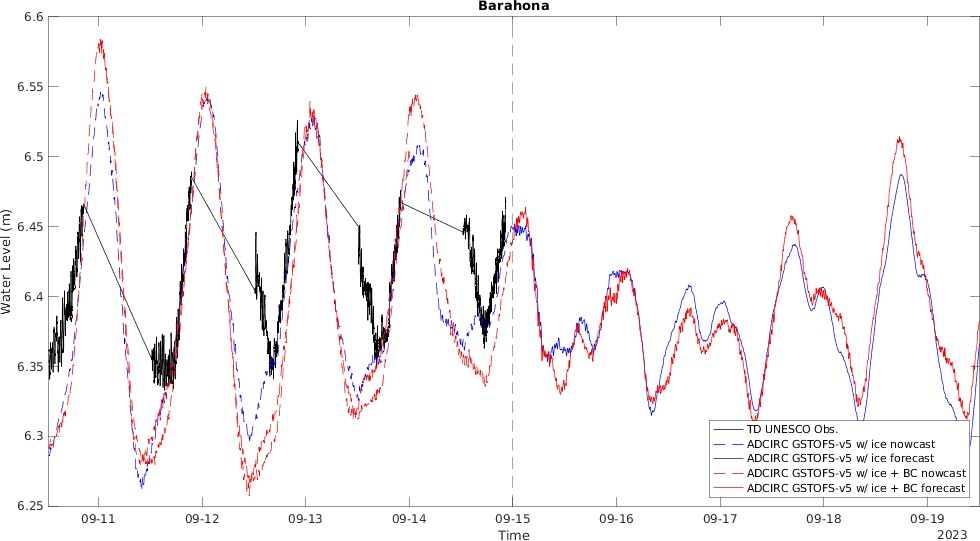 Barahona
6.6
6.55
6.5
6.45
6.4
6.35
6.3
6.25
Water Level (m)
TD UNESCO Obs.
ADCIRC GSTOFS-v5 w/ ice nowcast
ADCIRC GSTOFS-v5 w/ ice forecast
ADCIRC GSTOFS-v5 w/ ice + BC nowcast
ADCIRC GSTOFS-v5 w/ ice + BC forecast
09-11 09-12 09-13 09-14 09-15 09-16 09-17 09-18 09-19
Time 2023